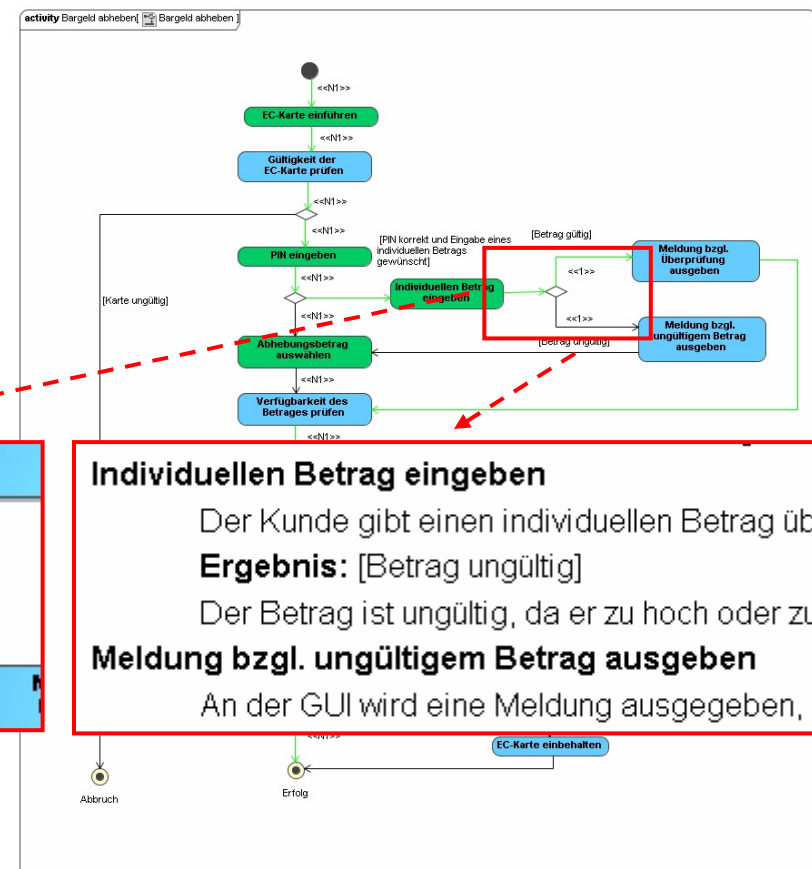 activity Bargeld abheben[ Bargeld abheben ]
<<N1>>
EC-Karte einführen
<<N1>>
Gültigkeit der
EC-Karte prüfen
<<N1>>
<<N1>>
[PIN korrekt und Eingabe eines
individuellen Betrags
gewünscht]
[Betrag gültig]
PIN eingeben
Meldung bzgl.
Überprüfung
ausgeben
<<1>>
<<N1>>
Individuellen Betrag
eingeben
[Karte ungültig]
<<N1>>
<<1>>
Meldung bzgl.
ungültigem Betrag
ausgeben
[Betrag ungültig]
Abhebungsbetrag
auswählen
<<N1>>
Verfügbarkeit des
Betrages prüfen
<<N1>>
Individuellen Betrag eingeben
Der Kunde gibt einen individuellen Betrag üb
Ergebnis: [Betrag ungültig]
Der Betrag ist ungültig, da er zu hoch oder zu
Meldung bzgl. ungültigem Betrag ausgeben
An der GUI wird eine Meldung ausgegeben,
<<N1>>
EC-Karte einbehalten
Abbruch
Erfolg